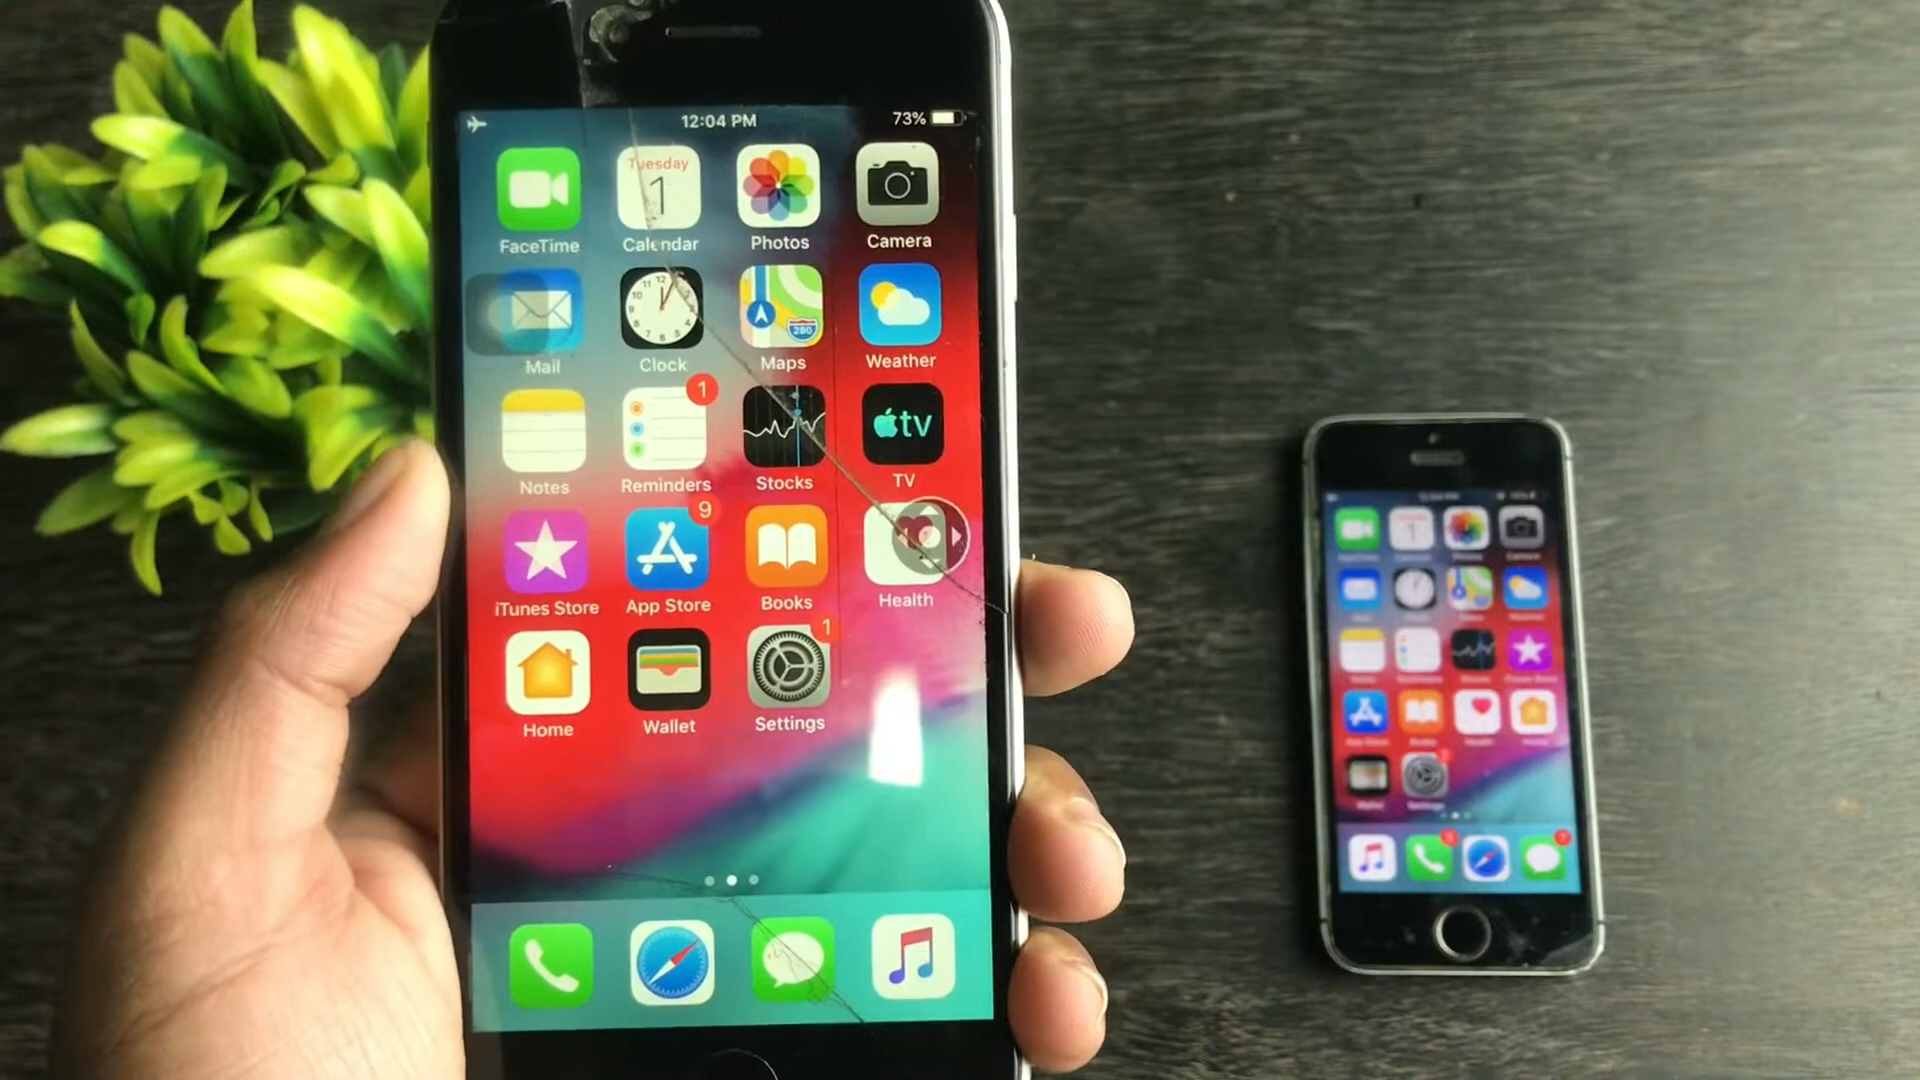 12:04 PM
73%
Tuesday
1
FaceTime
Calendar
Photos
Camera
280
Mail
Clock
Maps
Weather
1
tv
Notes
Reminders
Stocks
TV
9
iTunes Store
App Store
Books
Health
1
Home
Wallet
Settings